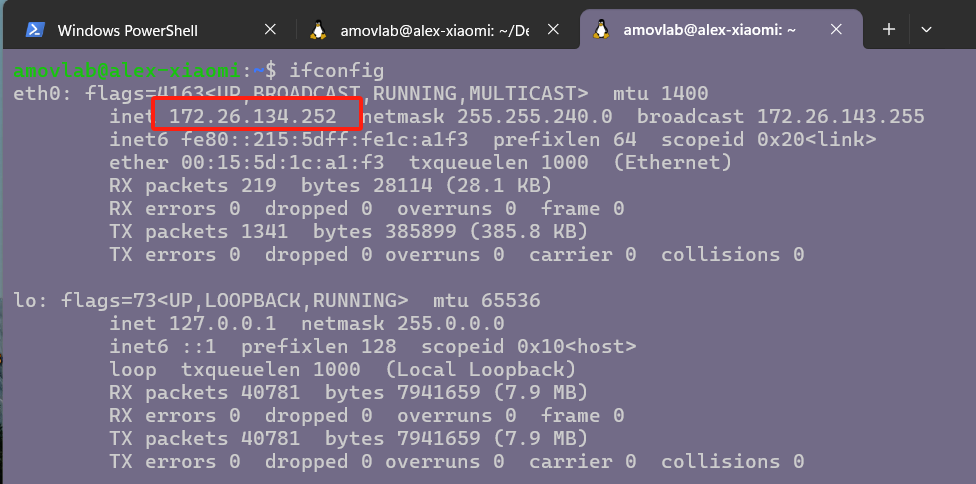 Windows PowerShell
amovlab@alex-xiaomi: ~/De
amovlab@alex-xiaomi: ~
amovlab@alex-xiaomi:~$ ifconfig
eth0: flags=4163<UP,BROADCAST,RUNNING,MULTICAST>  mtu 1400
inet 172.26.134.252  netmask 255.255.240.0  broadcast 172.26.143.255
inet6 fe80::215:5dff:fe1c:a1f3  prefixlen 64  scopeid 0x20<link>
ether 00:15:5d:1c:a1:f3  txqueuelen 1000  (Ethernet)
RX packets 219  bytes 28114 (28.1 KB)
RX errors 0  dropped 0  overruns 0  frame 0
TX packets 1341  bytes 385899 (385.8 KB)
TX errors 0  dropped 0 overruns 0  carrier 0  collisions 0
lo: flags=73<UP,LOOPBACK,RUNNING>  mtu 65536
inet 127.0.0.1  netmask 255.0.0.0
inet6 ::1  prefixlen 128  scopeid 0x10<host>
loop  txqueuelen 1000  (Local Loopback)
RX packets 40781  bytes 7941659 (7.9 MB)
RX errors 0  dropped 0  overruns 0  frame 0
TX packets 40781  bytes 7941659 (7.9 MB)
TX errors 0  dropped 0 overruns 0  carrier 0  collisions 0